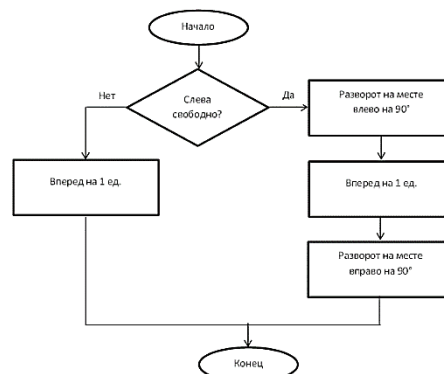 Начало
Нет
Слева
свободно?
Да
Разворот на месте
влево на 90°
Вперед на 1 ед.
Вперед на 1 ед.
Разворот на месте
вправо на 90°
Конец